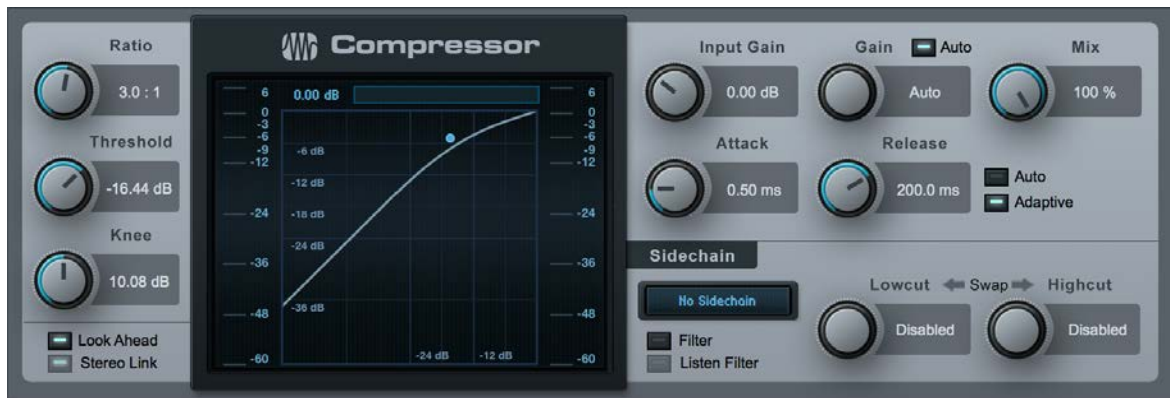 Compressor
Ratio
3.0 : 1
Threshold
-16.44 dB
Knee
10.08 dB
Look Ahead
Stereo Link
6
0
-3
-6
-9
-12
-24
-36
-48
-60
0.00 dB
-6 dB
-12 dB
-18 dB
-24 dB
-36 dB
-24 dB
-12 dB
6
0
-3
-6
-9
-12
-24
-36
-48
-60
Input Gain
0.00 dB
Gain
Auto
Auto
Mix
100 %
Attack
0.50 ms
Release
200.0 ms
Auto
Adaptive
Sidechain
No Sidechain
Filter
Listen Filter
Lowcut
Swap
Highcut
Disabled
Disabled